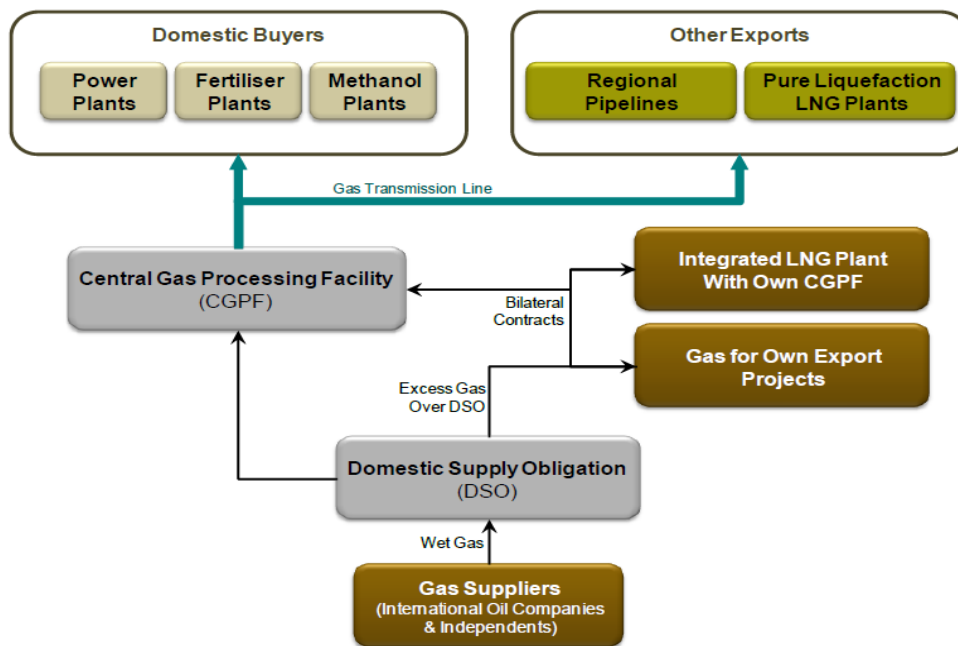 Domestic Buyers
Power
Plants
Fertiliser
Plants
Methanol
Plants
Other Exports
Regional
Pipelines
Pure Liquefaction
LNG Plants
Gas Transmission Line
Central Gas Processing Facility
(CGPF)
Integrated LNG Plant
With Own CGPF
Bilateral
Contracts
Gas for Own Export
Projects
Excess Gas
Over DSO
Domestic Supply Obligation
(DSO)
Wet Gas
Gas Suppliers
(International Oil Companies
& Independents)